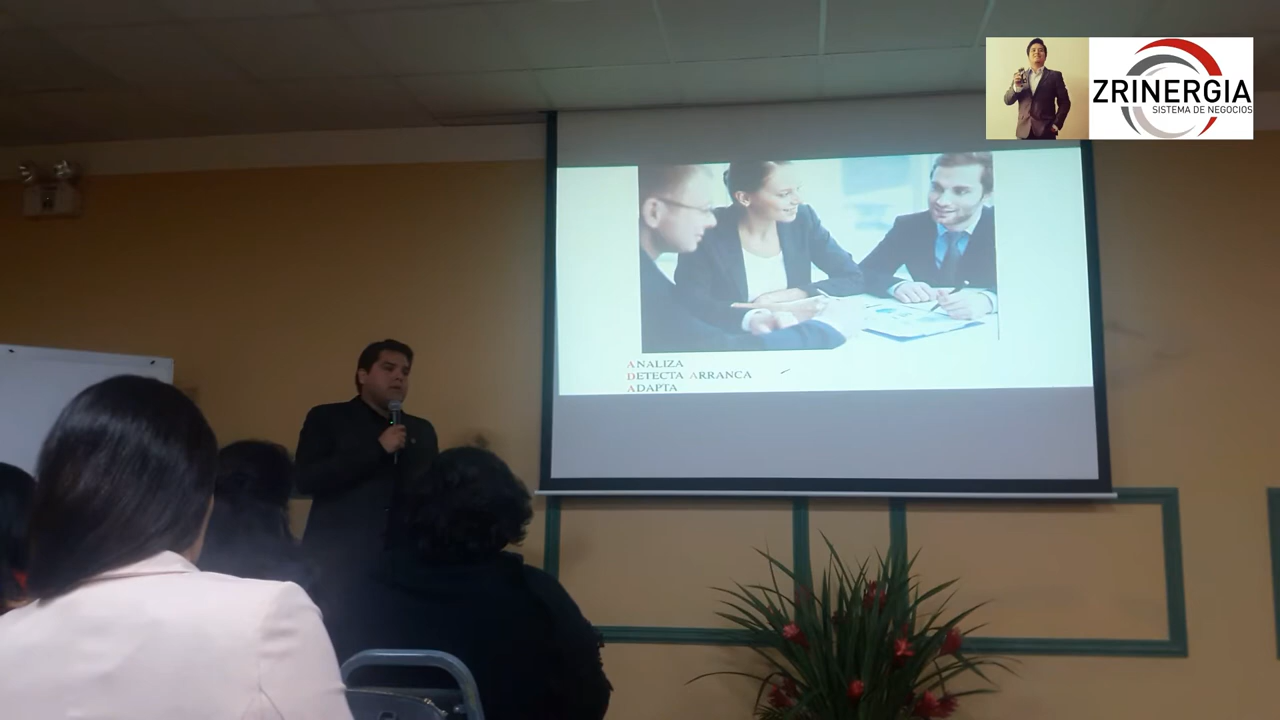 ZRINERGIA
SISTEMA DE NEGOCIOS
ANALIZA
DETECTA ARRANCA
ADAPTA